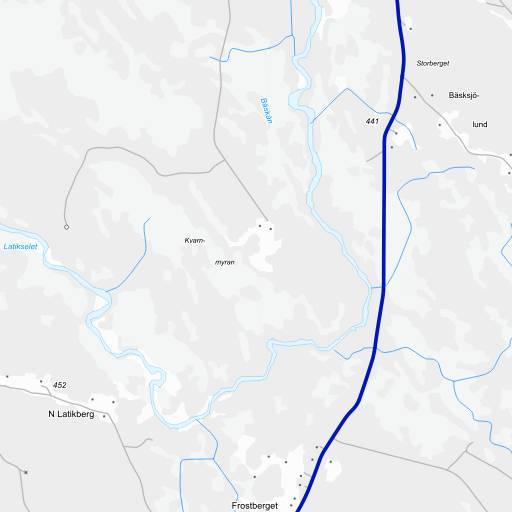 Storberget
Bäsksjö-
lund
Bäskån
441
Kvarn-
myran
Latikselet
452
N Latikberg
Frostberget